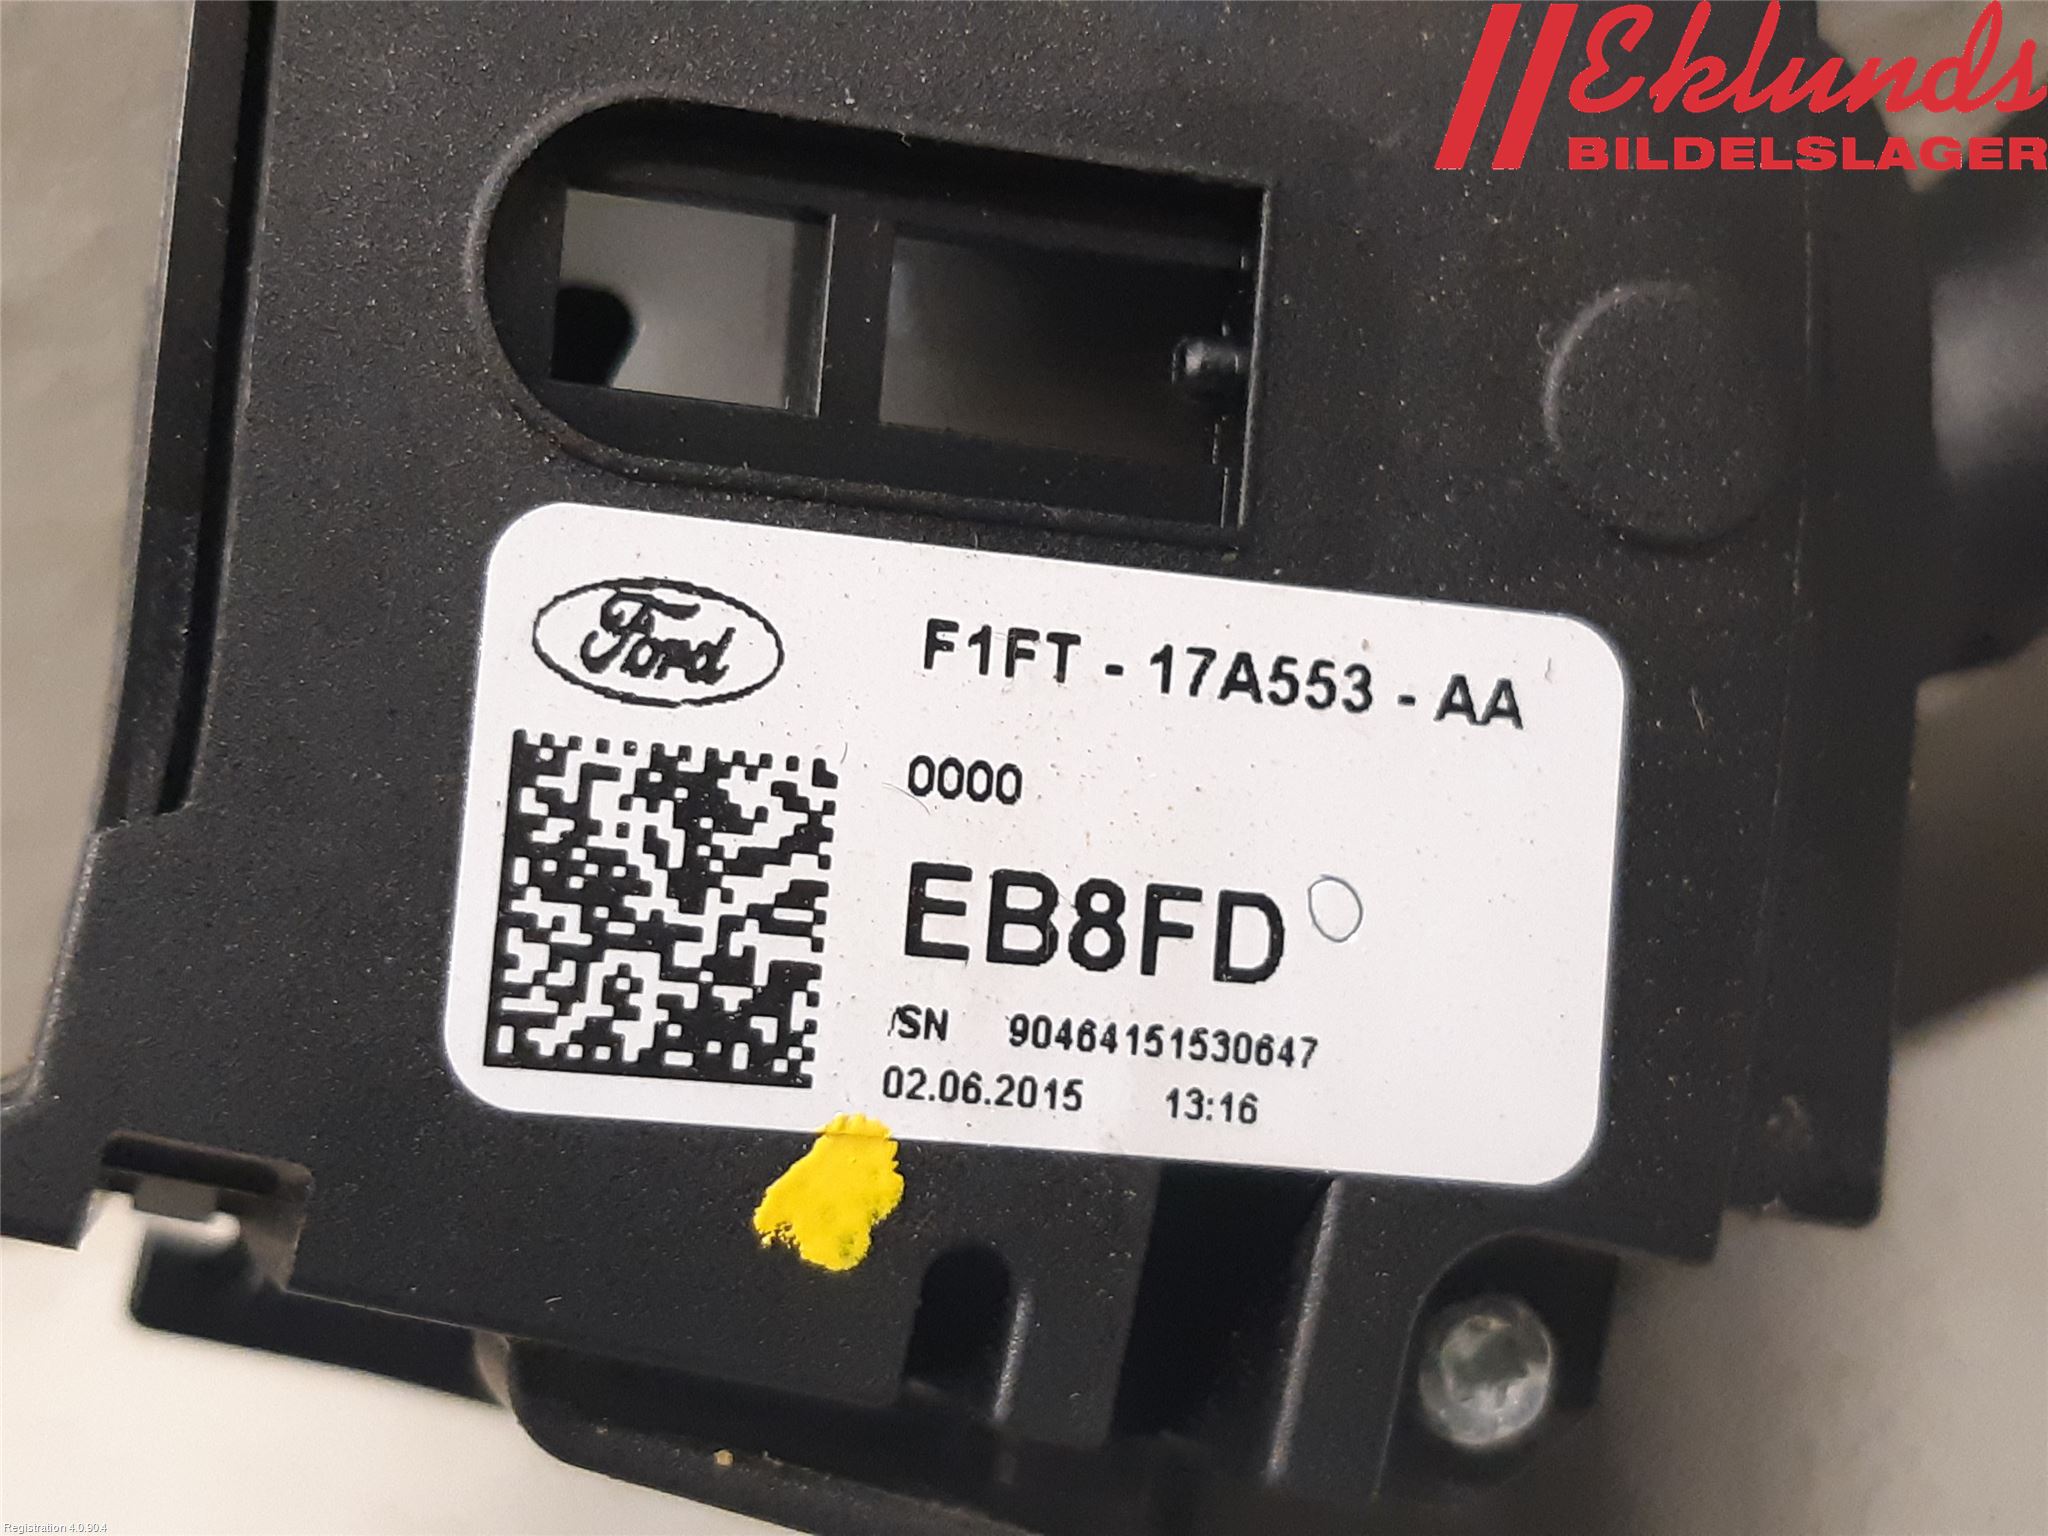 Eklunds
BILDELSLAGER
Ford
F1FT - 17A553 - AA
0000
EB8FD
SN 90464151530647
02.06.2015 13:16
Registration 4.0.90.4